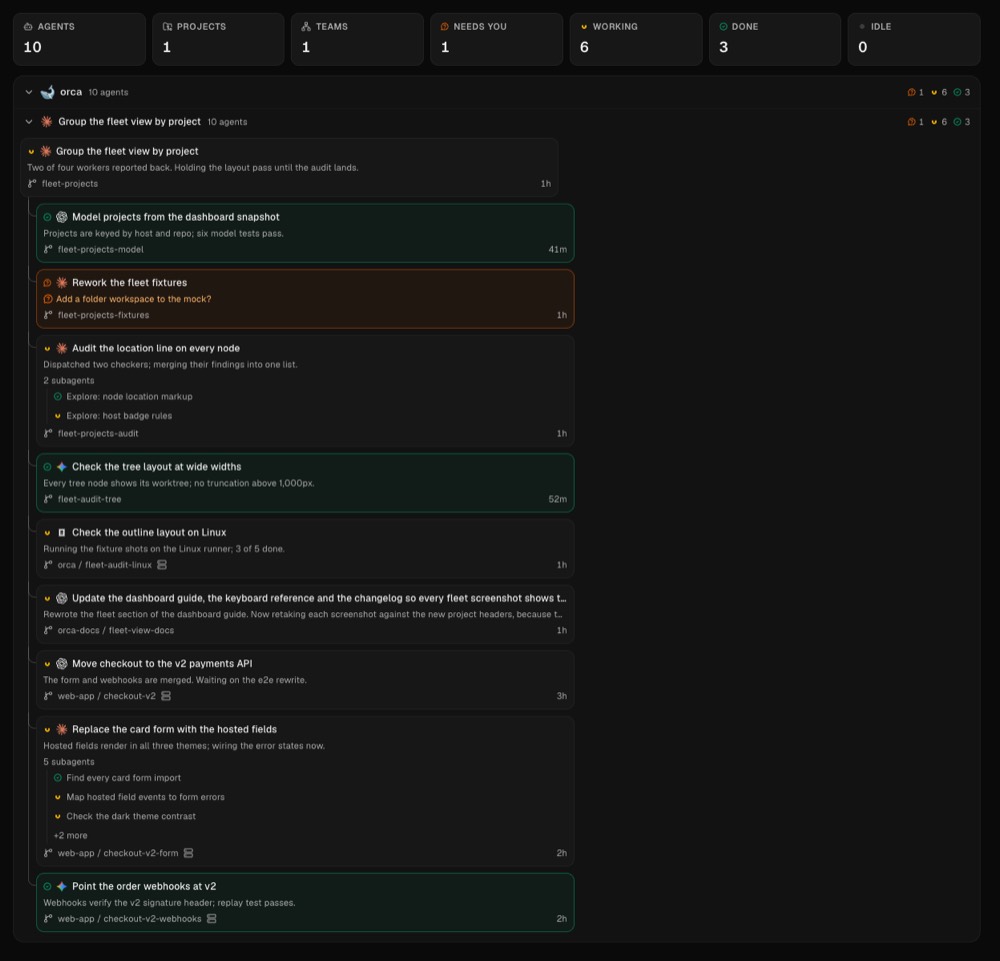 AGENTS
10
PROJECTS
1
TEAMS
1
NEEDS YOU
1
WORKING
6
DONE
3
IDLE
0
orca 10 agents 1 6 3
Group the fleet view by project 10 agents 1 6 3
Group the fleet view by project
Two of four workers reported back. Holding the layout pass until the audit lands.
fleet-projects 1h
Model projects from the dashboard snapshot
Projects are keyed by host and repo; six model tests pass.
fleet-projects-model 41m
Rework the fleet fixtures
Add a folder workspace to the mock?
fleet-projects-fixtures 1h
Audit the location line on every node
Dispatched two checkers; merging their findings into one list.
2 subagents
Explore: node location markup
Explore: host badge rules
fleet-projects-audit 1h
Check the tree layout at wide widths
Every tree node shows its worktree; no truncation above 1,000px.
fleet-audit-tree 52m
Check the outline layout on Linux
Running the fixture shots on the Linux runner; 3 of 5 done.
orca / fleet-audit-linux 1h
Update the dashboard guide, the keyboard reference and the changelog so every fleet screenshot shows t...
Rewrote the fleet section of the dashboard guide. Now retaking each screenshot against the new project headers, because t...
orca-docs / fleet-view-docs 1h
Move checkout to the v2 payments API
The form and webhooks are merged. Waiting on the e2e rewrite.
web-app / checkout-v2 3h
Replace the card form with the hosted fields
Hosted fields render in all three themes; wiring the error states now.
5 subagents
Find every card form import
Map hosted field events to form errors
Check the dark theme contrast
+2 more
web-app / checkout-v2-form 2h
Point the order webhooks at v2
Webhooks verify the v2 signature header; replay test passes.
web-app / checkout-v2-webhooks 2h